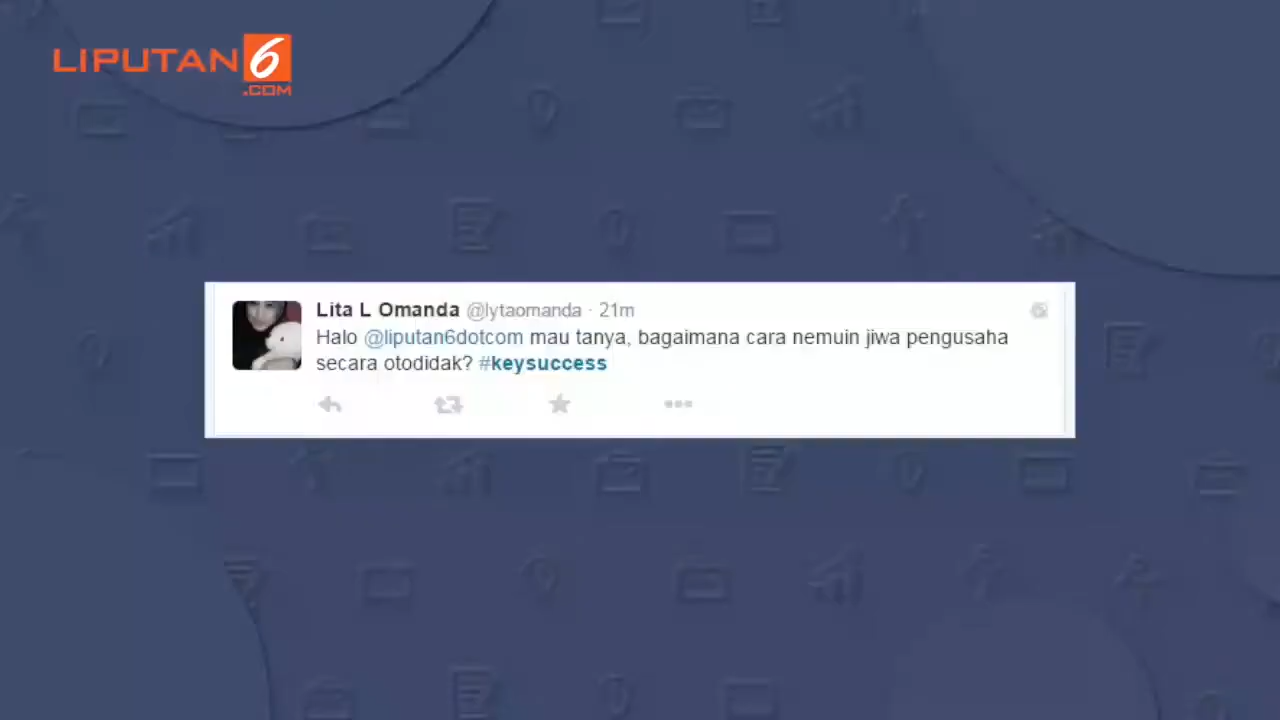 LIPUTAN6
.COM
Lita L Omanda @lytaomanda · 21m
Halo @liputan6dotcom mau tanya, bagaimana cara nemuin jiwa pengusaha
secara otodidak? #keysuccess